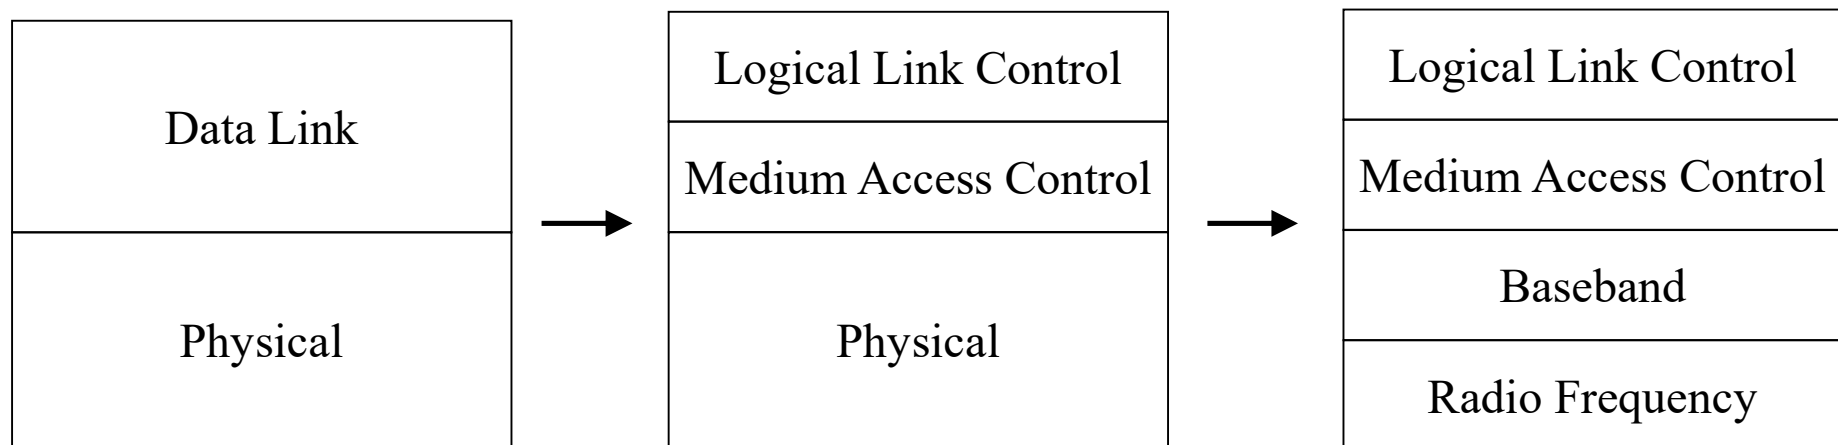 Data Link
Physical
Logical Link Control
Medium Access Control
Physical
Logical Link Control
Medium Access Control
Baseband
Radio Frequency